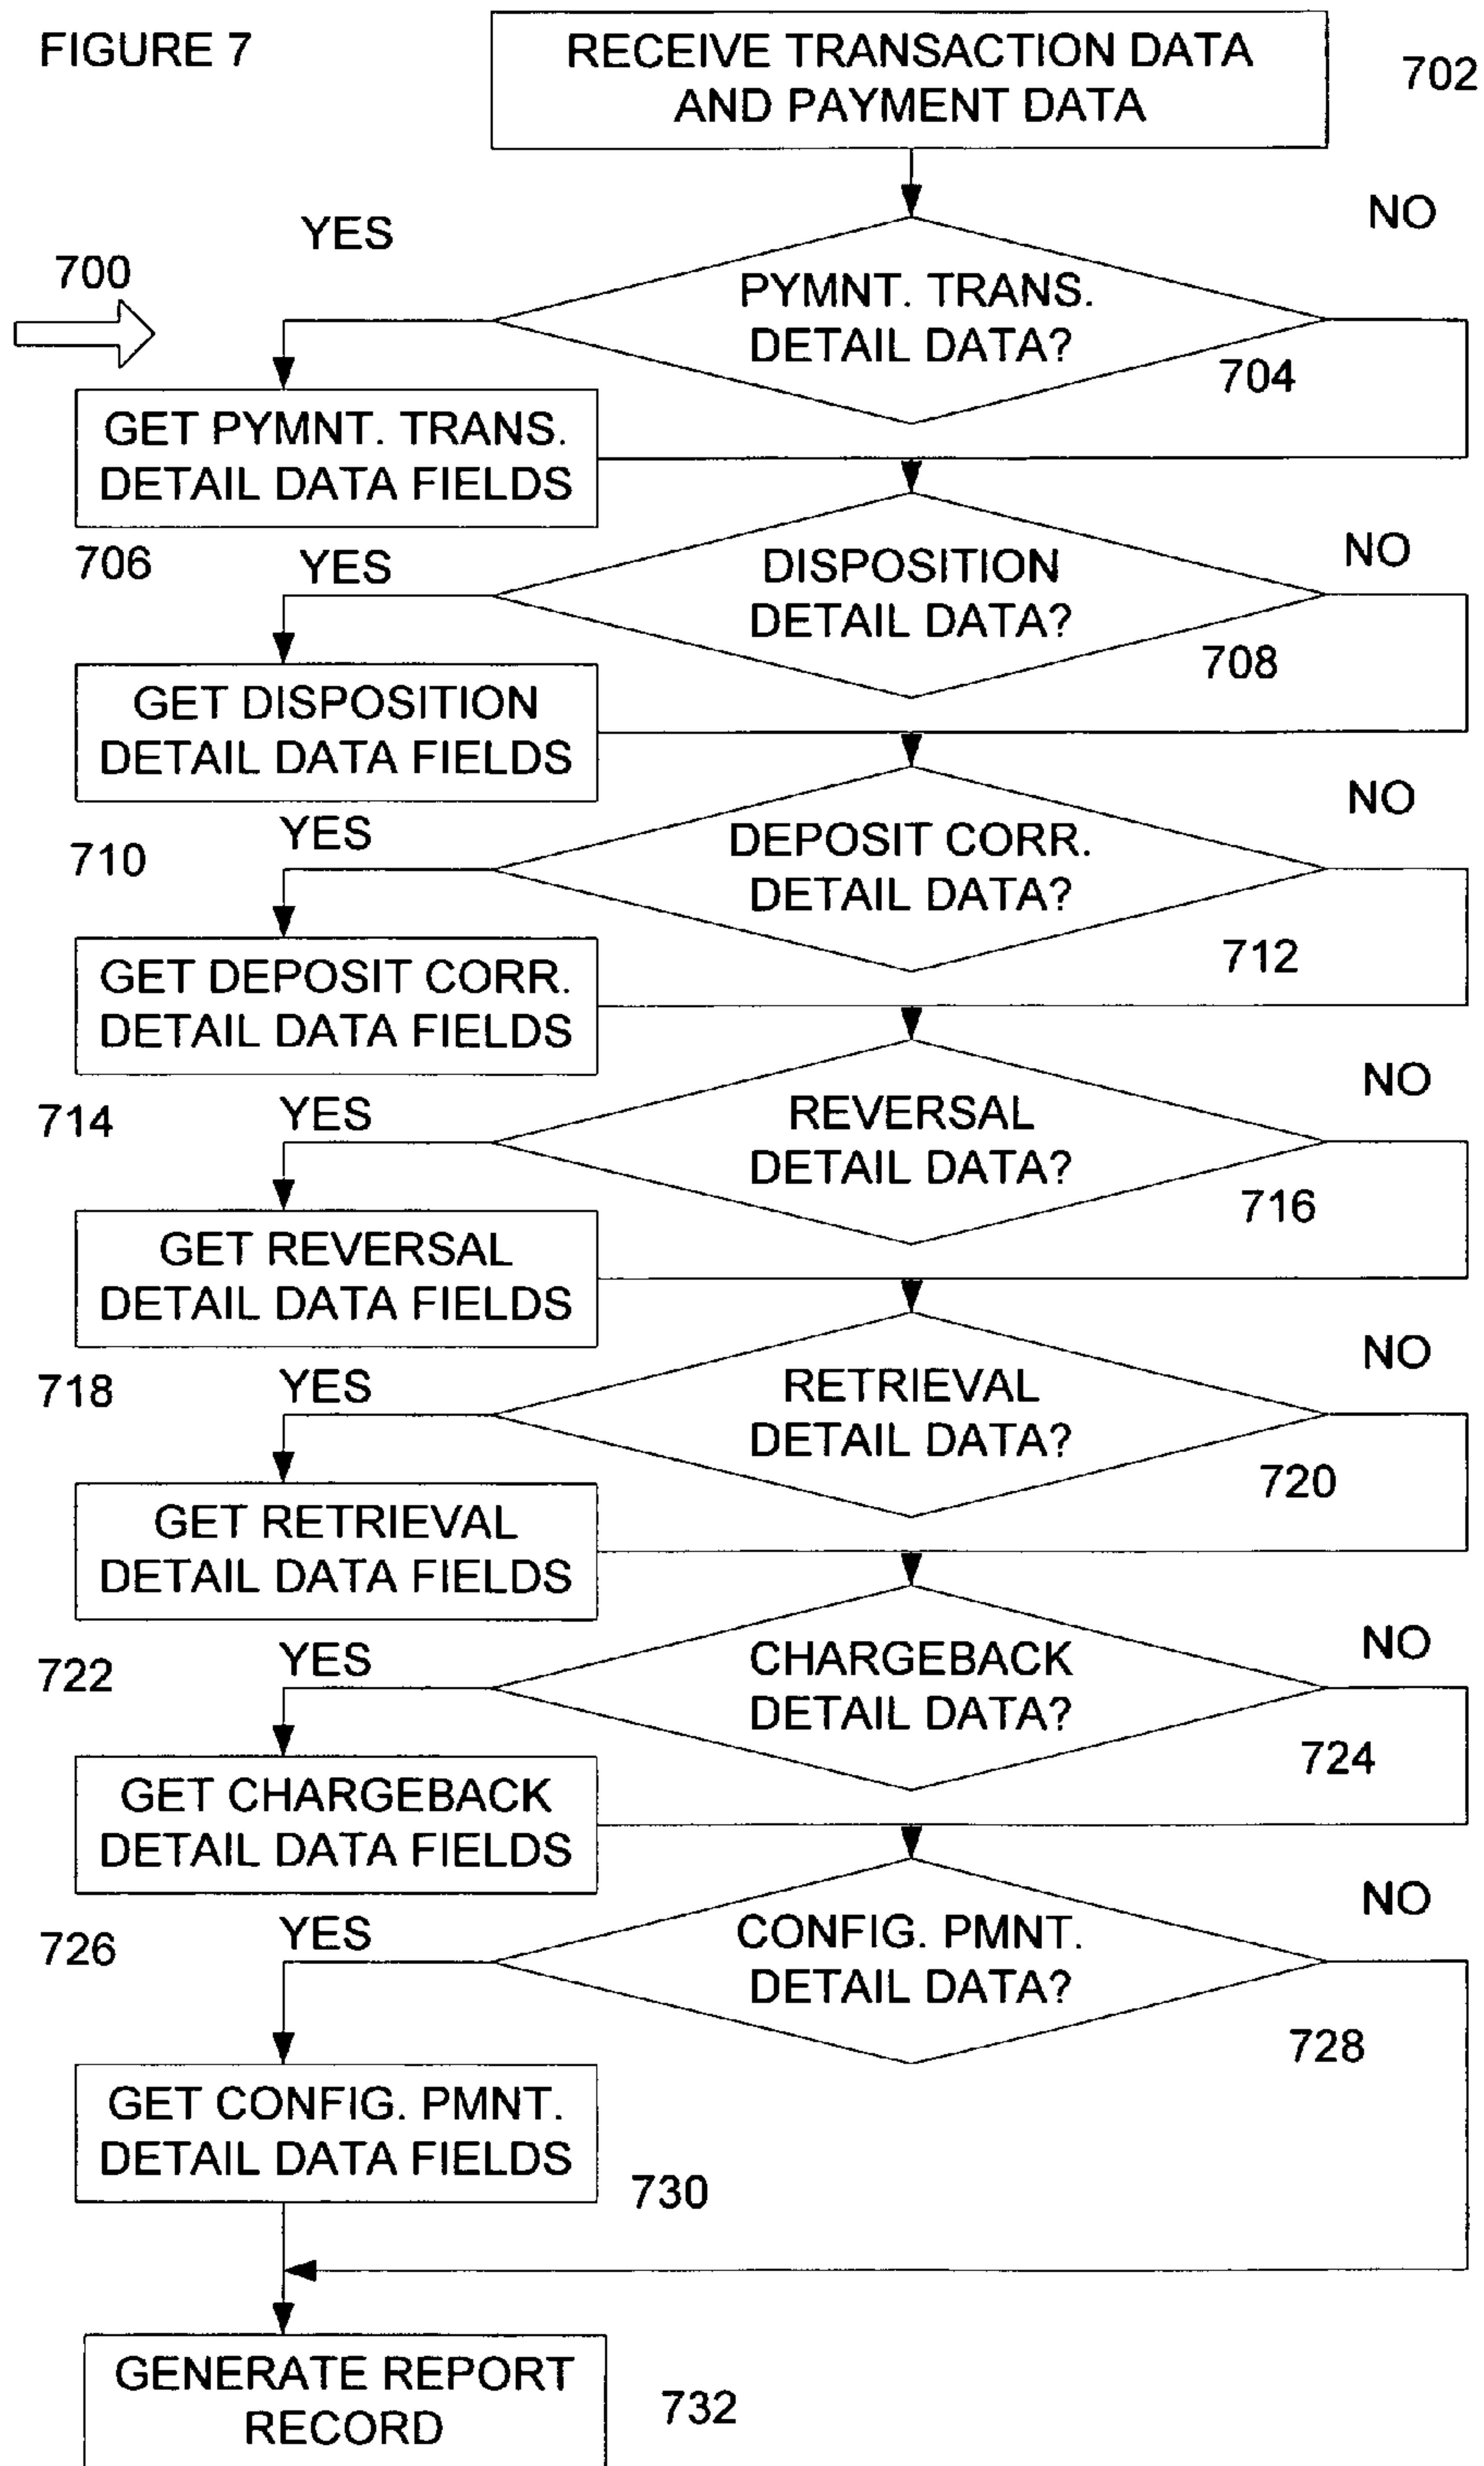 FIGURE 7
RECEIVE TRANSACTION DATA
AND PAYMENT DATA
702
YES
NO
700
PYMNT. TRANS.
DETAIL DATA?
704
GET PYMNT. TRANS.
DETAIL DATA FIELDS
706
YES
NO
DISPOSITION
DETAIL DATA?
708
GET DISPOSITION
DETAIL DATA FIELDS
710
YES
NO
DEPOSIT CORR.
DETAIL DATA?
712
GET DEPOSIT CORR.
DETAIL DATA FIELDS
714
YES
NO
REVERSAL
DETAIL DATA?
716
GET REVERSAL
DETAIL DATA FIELDS
718
YES
NO
RETRIEVAL
DETAIL DATA?
720
GET RETRIEVAL
DETAIL DATA FIELDS
722
YES
NO
CHARGEBACK
DETAIL DATA?
724
GET CHARGEBACK
DETAIL DATA FIELDS
726
YES
NO
CONFIG. PMNT.
DETAIL DATA?
728
GET CONFIG. PMNT.
DETAIL DATA FIELDS
730
GENERATE REPORT
RECORD
732